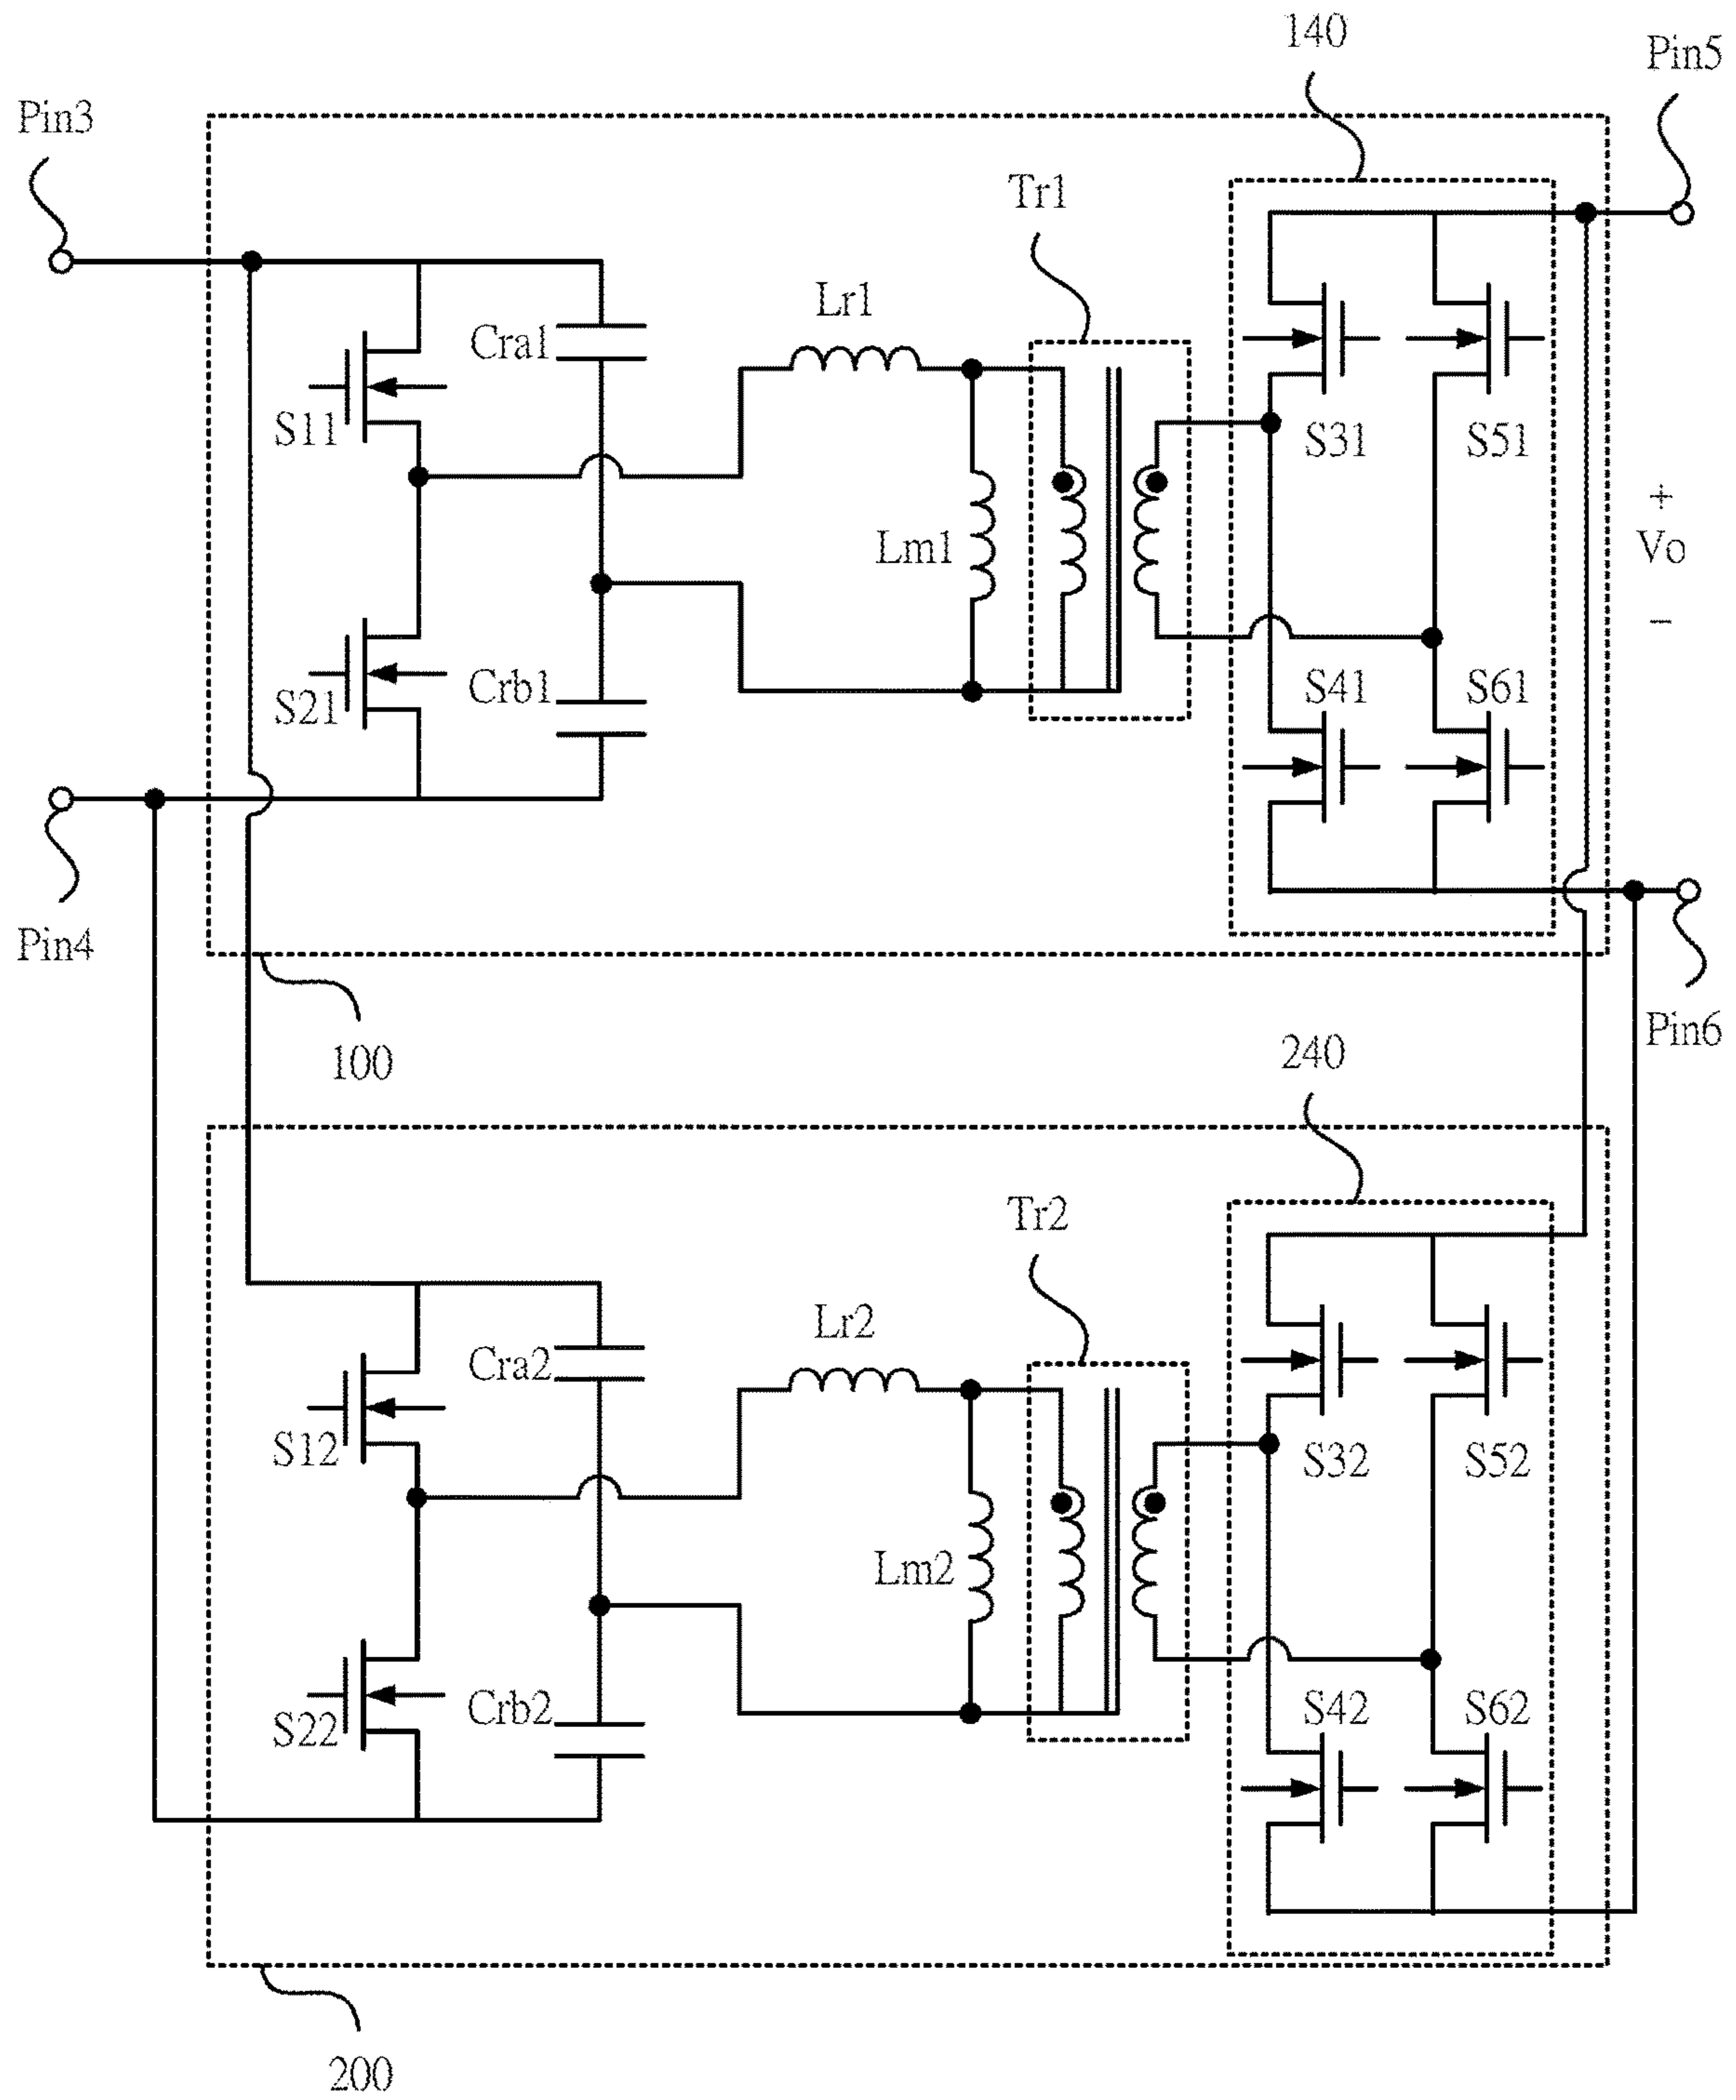 140
Pin5
Pin3
Tr1
Lr1
Cra1
S11
S31
S51
+
Vo
−
Lm1
S41
S61
Crb1
S21
Pin4
Pin6
100
240
Tr2
Lr2
Cra2
S12
S32
S52
Lm2
S42
S62
Crb2
S22
200